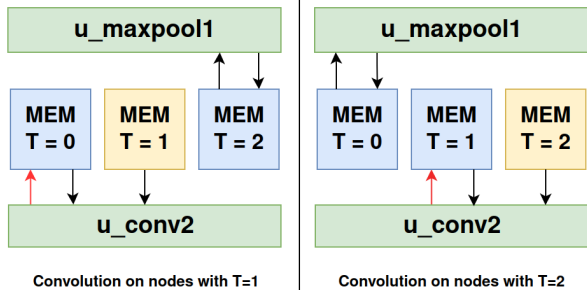 u_maxpool1
MEM
T = 0
MEM
T = 1
MEM
T = 2
u_conv2
Convolution on nodes with T=1
u_maxpool1
MEM
T = 0
MEM
T = 1
MEM
T = 2
u_conv2
Convolution on nodes with T=2